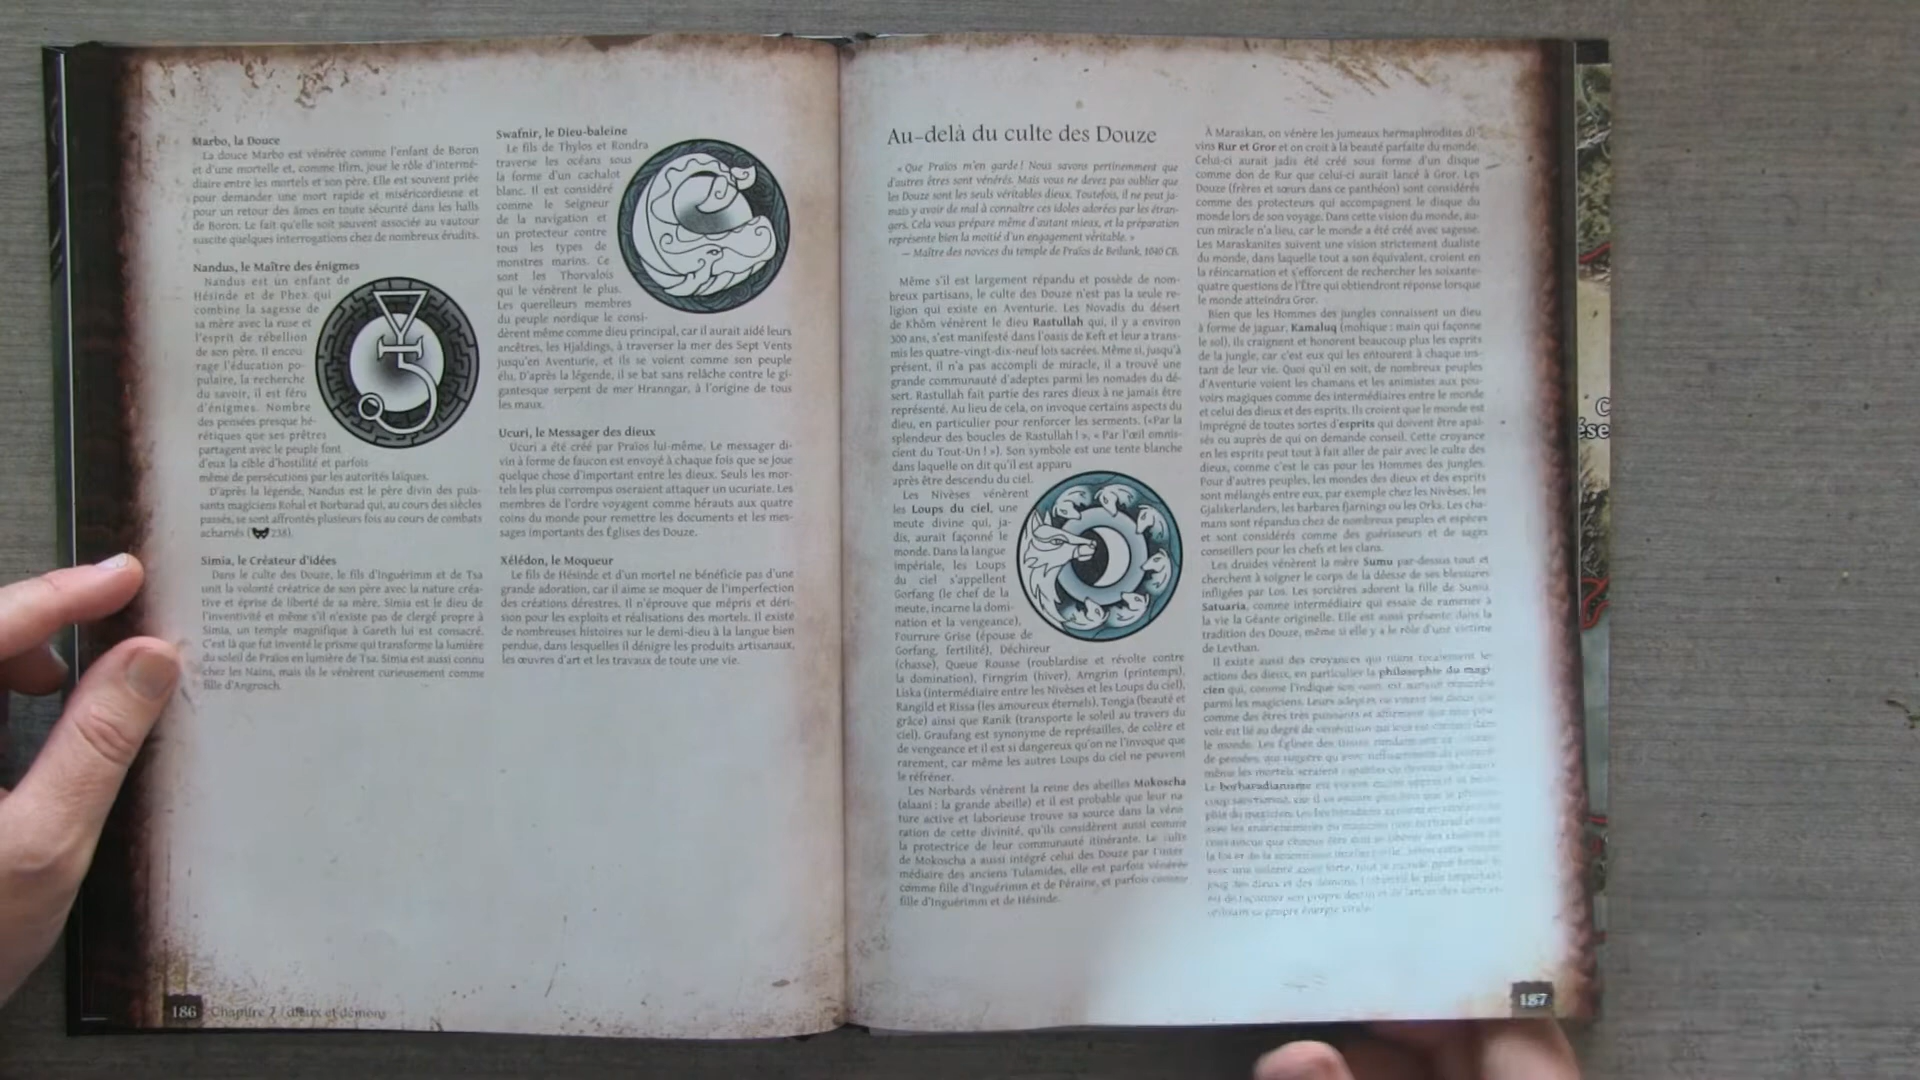 Marbo, la Douce
La douce Marbo est vénérée comme l'enfant de Boron
et d'une mortelle et, comme Ifirn, joue le rôle d'intermé-
diaire entre les mortels et son père. Elle est souvent priée
pour demander une mort rapide et miséricordieuse et
pour un retour des âmes en toute sécurité dans les halls
de Boron. Le fait qu'elle soit souvent associée au vautour
suscite quelques interrogations chez de nombreux érudits.
Nandus, le Maître des énigmes
Nandus est un enfant de
Hésinde et de Phex qui
combine la sagesse de
sa mère avec la ruse et
l'esprit de rébellion
de son père. Il encou-
rage l'éducation po-
pulaire, la recherche
du savoir, il est féru
d'énigmes. Nombre
des pensées presque hé-
rétiques que ses prêtres
partagent avec le peuple font
d'eux la cible d'hostilité et parfois
même de persécutions par les autorités laïques.
D'après la légende, Nandus est le père divin des puis-
sants magiciens Rohal et Borbarad qui, au cours des siècles
passés, se sont affrontés plusieurs fois au cours de combats
acharnés ( 238).
Simia, le Créateur d'idées
Dans le culte des Douze, le fils d'Inguérimm et de Tsa
unit la volonté créatrice de son père avec la nature créa-
tive et éprise de liberté de sa mère. Simia est le dieu de
l'inventivité et même s'il n'existe pas de clergé propre à
Simia, un temple magnifique à Gareth lui est consacré.
C'est là que fut inventé le prisme qui transforme la lumière
du soleil de Praïos en lumière de Tsa. Simia est aussi connu
chez les Nains, mais ils le vénèrent curieusement comme
fille d'Angrosch.
Swafnir, le Dieu-baleine
Le fils de Thylos et Rondra
traverse les océans sous
la forme d'un cachalot
blanc. Il est considéré
comme le Seigneur
de la navigation et
un protecteur contre
tous les types de
monstres marins. Ce
sont les Thorvalois
qui le vénèrent le plus.
Les querelleurs membres
du peuple nordique le consi-
dèrent même comme dieu principal, car il aurait aidé leurs
ancêtres, les Hjaldings, à traverser la mer des Sept Vents
jusqu'en Aventurie, et ils se voient comme son peuple
élu. D'après la légende, il se bat sans relâche contre le gi-
gantesque serpent de mer Hranngar, à l'origine de tous
les maux.
Ucuri, le Messager des dieux
Ucuri a été créé par Praïos lui-même. Le messager di-
vin à forme de faucon est envoyé à chaque fois que se joue
quelque chose d'important entre les dieux. Seuls les mor-
tels les plus corrompus oseraient attaquer un ucuriate. Les
membres de l'ordre voyagent comme hérauts aux quatre
coins du monde pour remettre les documents et les mes-
sages importants des Églises des Douze.
Xélédon, le Moqueur
Le fils de Hésinde et d'un mortel ne bénéficie pas d'une
grande adoration, car il aime se moquer de l'imperfection
des créations dérestres. Il n'éprouve que mépris et déri-
sion pour les exploits et réalisations des mortels. Il existe
de nombreuses histoires sur le demi-dieu à la langue bien
pendue, dans lesquelles il dénigre les produits artisanaux,
les œuvres d'art et les travaux de toute une vie.
186 Chapitre 7 / dieux et démons
Au-delà du culte des Douze
« Que Praïos m'en garde ! Nous savons pertinemment que
d'autres êtres sont vénérés. Mais vous ne devez pas oublier que
les Douze sont les seuls véritables dieux. Toutefois, il ne peut ja-
mais y avoir de mal à connaître ces idoles adorées par les étran-
gers. Cela vous prépare même d'autant mieux, et la préparation
représente bien la moitié d'un engagement véritable. »
— Maître des novices du temple de Praïos de Beilunk, 1040 CB.
Même s'il est largement répandu et possède de nom-
breux partisans, le culte des Douze n'est pas la seule re-
ligion qui existe en Aventurie. Les Novadis du désert
de Khôm vénèrent le dieu Rastullah qui, il y a environ
300 ans, s'est manifesté dans l'oasis de Keft et leur a trans-
mis les quatre-vingt-dix-neuf lois sacrées. Même si, jusqu'à
présent, il n'a pas accompli de miracle, il a trouvé une
grande communauté d'adeptes parmi les nomades du dé-
sert. Rastullah fait partie des rares dieux à ne jamais être
représenté. Au lieu de cela, on invoque certains aspects du
dieu, en particulier pour renforcer les serments. (« Par la
splendeur des boucles de Rastullah ! », « Par l'œil omnis-
cient du Tout-Un ! »). Son symbole est une tente blanche
dans laquelle on dit qu'il est apparu
après être descendu du ciel.
Les Nivèses vénèrent
les Loups du ciel, une
meute divine qui, ja-
dis, aurait façonné le
monde. Dans la langue
impériale, les Loups
du ciel s'appellent
Gorfang (le chef de la
meute, incarne la domi-
nation et la vengeance),
Fourrure Grise (épouse de
Gorfang, fertilité), Déchireur
(chasse), Queue Rousse (roublardise et révolte contre
la domination), Firngrim (hiver), Arngrim (printemps),
Liska (intermédiaire entre les Nivèses et les Loups du ciel),
Rangild et Rissa (les amoureux éternels), Tongja (beauté et
grâce) ainsi que Ranik (transporte le soleil au travers du
ciel). Graufang est synonyme de représailles, de colère et
de vengeance et il est si dangereux qu'on ne l'invoque que
rarement, car même les autres Loups du ciel ne peuvent
le réfréner.
Les Norbards vénèrent la reine des abeilles Mokoscha
(alaani : la grande abeille) et il est probable que leur na-
ture active et laborieuse trouve sa source dans la véné-
ration de cette divinité, qu'ils considèrent aussi comme
la protectrice de leur communauté itinérante. Le culte
de Mokoscha a aussi intégré celui des Douze par l'inter-
médiaire des anciens Tulamides, elle est parfois vénérée
comme fille d'Inguérimm et de Péraine, et parfois comme
fille d'Inguérimm et de Hésinde.
À Maraskan, on vénère les jumeaux hermaphrodites di-
vins Rur et Gror et on croit à la beauté parfaite du monde.
Celui-ci aurait jadis été créé sous forme d'un disque
comme don de Rur que celui-ci aurait lancé à Gror. Les
Douze (frères et sœurs dans ce panthéon) sont considérés
comme des protecteurs qui accompagnent le disque du
monde lors de son voyage. Dans cette vision du monde, au-
cun miracle n'a lieu, car le monde a été créé avec sagesse.
Les Maraskanites suivent une vision strictement dualiste
du monde, dans laquelle tout a son équivalent, croient en
la réincarnation et s'efforcent de rechercher les soixante-
quatre questions de l'Être qui obtiendront réponse lorsque
le monde atteindra Gror.
Bien que les Hommes des jungles connaissent un dieu
à forme de jaguar, Kamaluq (mohique : main qui façonne
le sol), ils craignent et honorent beaucoup plus les esprits
de la jungle, car c'est eux qui les entourent à chaque ins-
tant de leur vie. Quoi qu'il en soit, de nombreux peuples
d'Aventurie voient les chamans et les animistes aux pou-
voirs magiques comme des intermédiaires entre le monde
et celui des dieux et des esprits. Ils croient que le monde est
imprégné de toutes sortes d'esprits qui doivent être apai-
sés ou auprès de qui on demande conseil. Cette croyance
en les esprits peut tout à fait aller de pair avec le culte des
dieux, comme c'est le cas pour les Hommes des jungles.
Pour d'autres peuples, les mondes des dieux et des esprits
sont mélangés entre eux, par exemple chez les Nivèses, les
Gjalskerlanders, les barbares fjarnings ou les Orks. Les cha-
mans sont répandus chez de nombreux peuples et espèces
et sont considérés comme des guérisseurs et de sages
conseillers pour les chefs et les clans.
Les druides vénèrent la mère Sumu par-dessus tout et
cherchent à soigner le corps de la déesse de ses blessures
infligées par Los. Les sorcières adorent la fille de Sumu,
Satuaria, comme intermédiaire qui essaie de ramener à
la vie la Géante originelle. Elle est aussi présente dans la
tradition des Douze, même si elle y a le rôle d'une victime
de Levthan.
Il existe aussi des croyances qui nient totalement les
actions des dieux, en particulier la philosophie du magi-
cien qui, comme l'indique son nom, est surtout
parmi les magiciens. Leurs adeptes ne voient les dieux que
comme des êtres très puissants et affirment que leur pou-
voir est lié au degré de vénération qui leur est dans
le monde. Les Églises des
de pensées, qui suggère qu'avec suffisamment de
même les mortels seraient capables de devenir des
Le borbaradianisme est
187